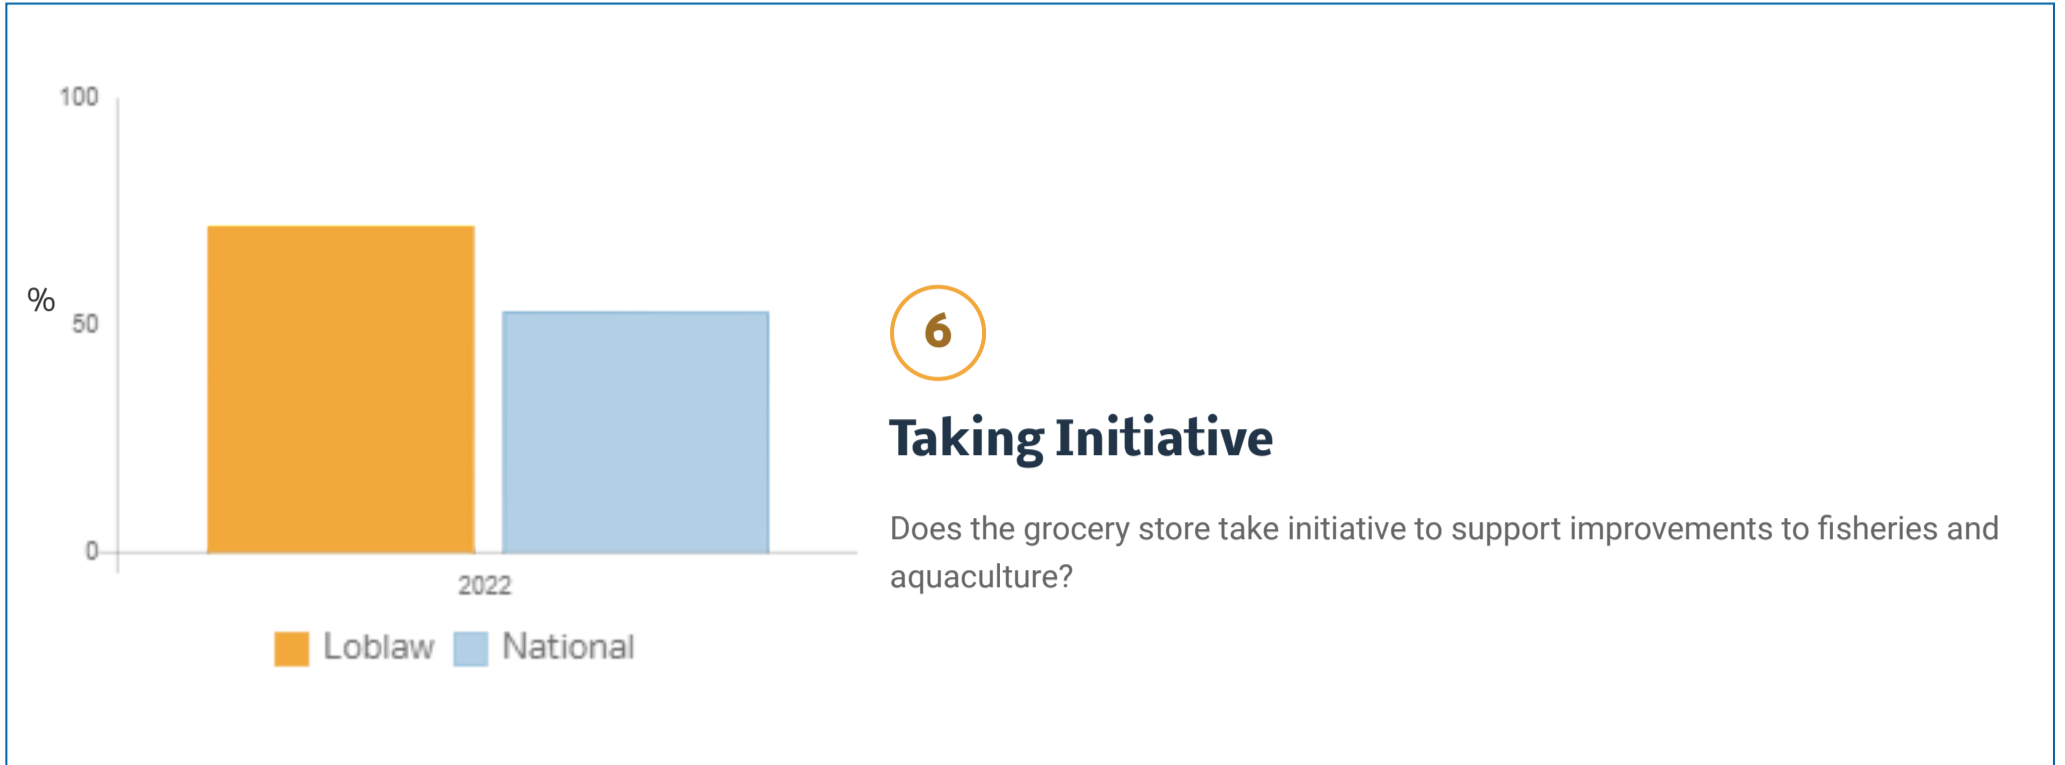 100
%
50
0
2022
Loblaw National
6
Taking Initiative
Does the grocery store take initiative to support improvements to fisheries and
aquaculture?